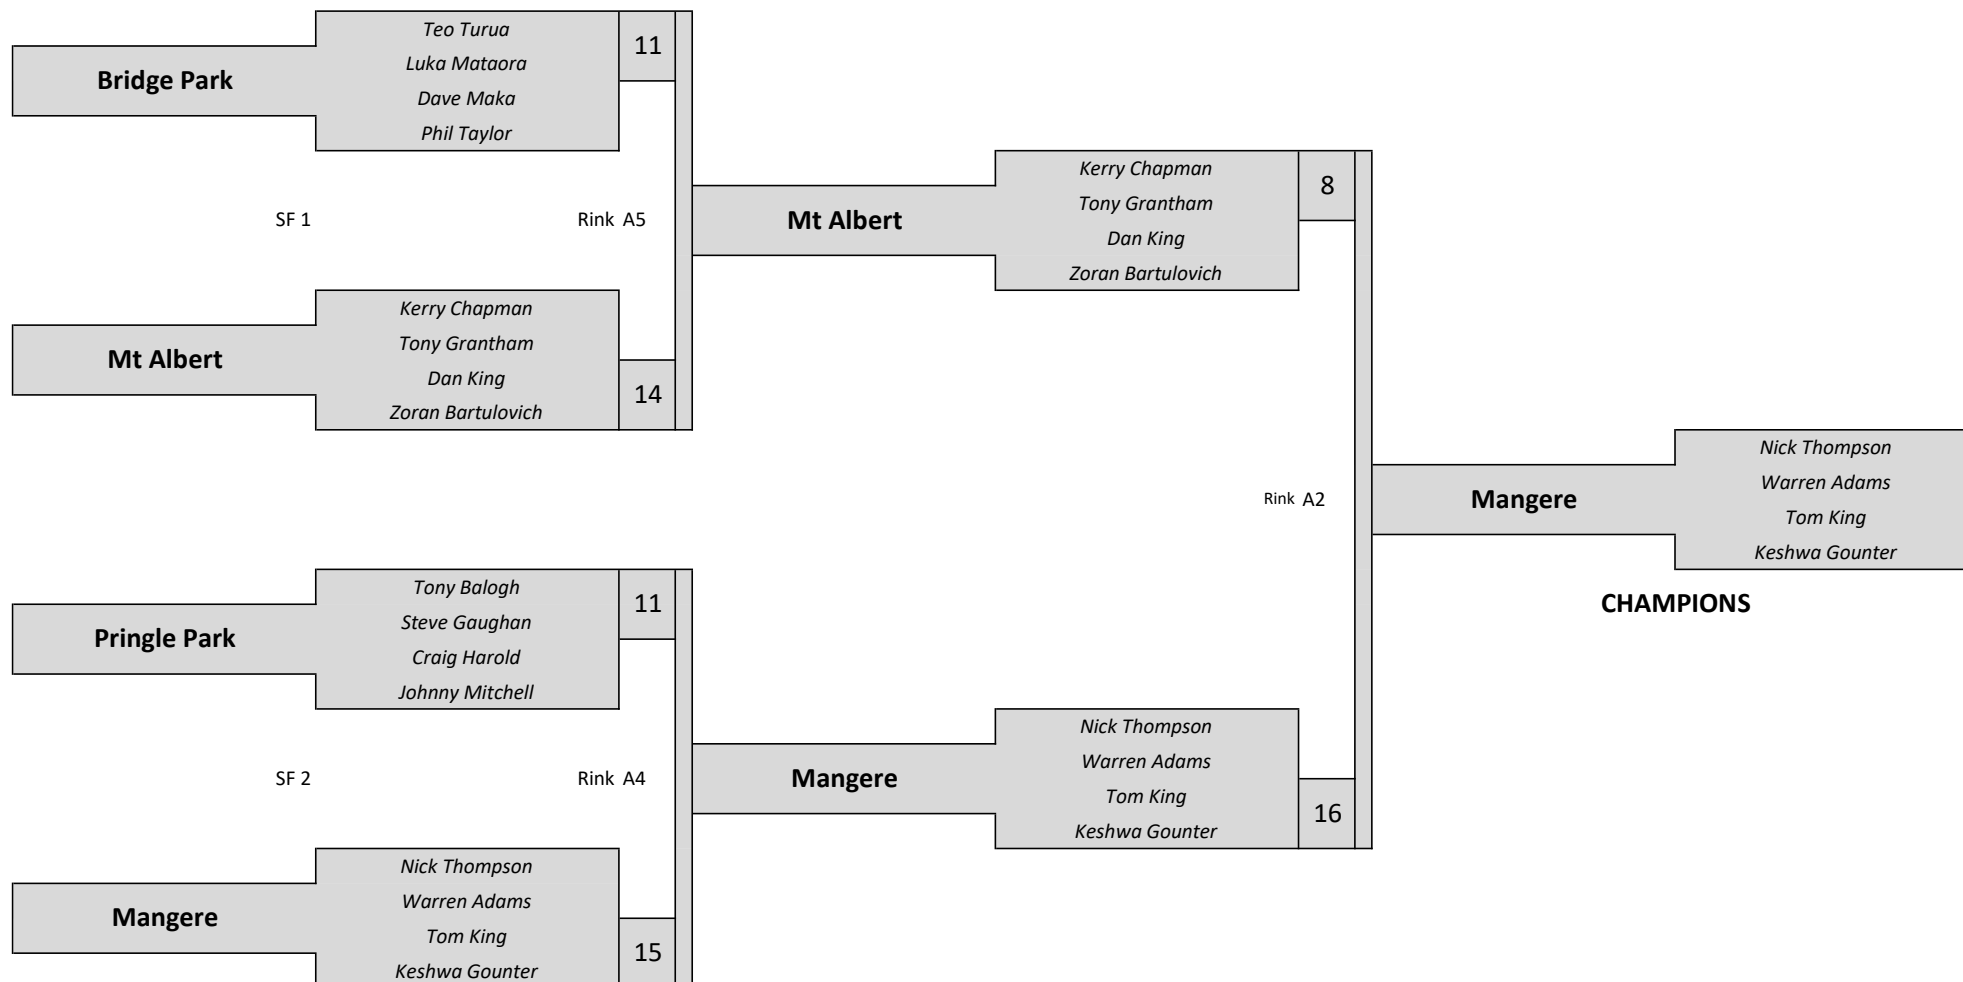 Teo Turua
11
Luka Mataora
Bridge Park
Dave Maka
Phil Taylor
SF 1
Rink A5
Kerry Chapman
Tony Grantham
Mt Albert
Dan King
14
Zoran Bartulovich
Kerry Chapman
8
Tony Grantham
Mt Albert
Dan King
Zoran Bartulovich
Rink A2
Tony Balogh
11
Steve Gaughan
Pringle Park
Craig Harold
Johnny Mitchell
SF 2
Rink A4
Nick Thompson
Warren Adams
Mangere
Tom King
15
Keshwa Gounter
Nick Thompson
Warren Adams
Mangere
Tom King
16
Keshwa Gounter
Nick Thompson
Warren Adams
Mangere
Tom King
Keshwa Gounter
CHAMPIONS